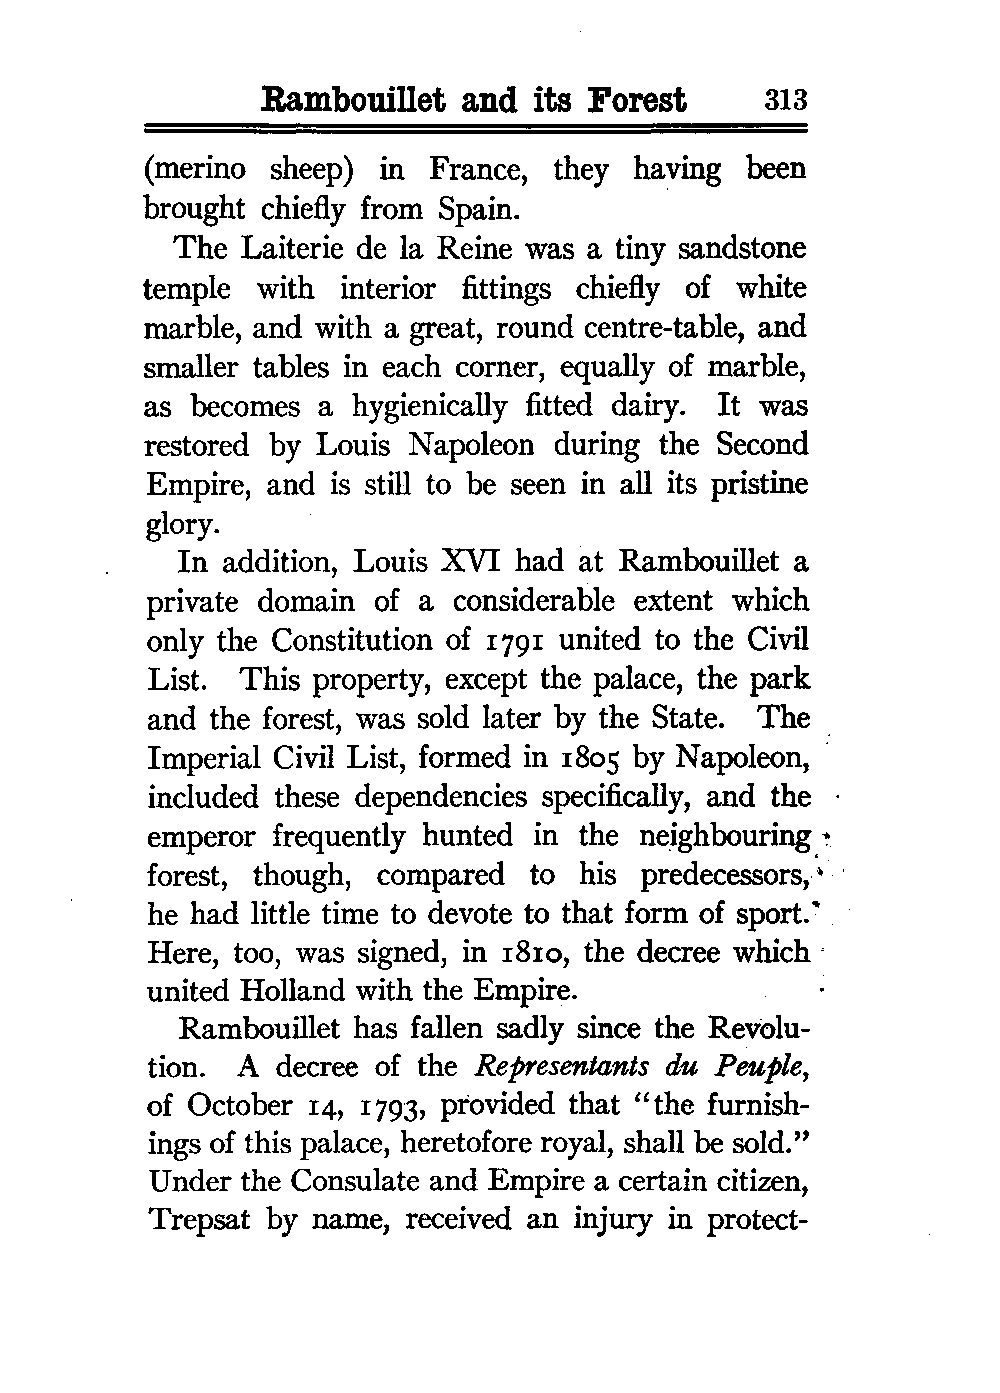 Rambouillet and its Forest 313
(merino sheep) in France, they having been
brought chiefly from Spain.
The Laiterie de la Reine was a tiny sandstone
temple with interior fittings chiefly of white
marble, and with a great, round centre-table, and
smaller tables in each corner, equally of marble,
as becomes a hygienically fitted dairy. It was
restored by Louis Napoleon during the Second
Empire, and is still to be seen in all its pristine
glory.
In addition, Louis XVI had at Rambouillet a
private domain of a considerable extent which
only the Constitution of 1791 united to the Civil
List. This property, except the palace, the park
and the forest, was sold later by the State. The
Imperial Civil List, formed in 1805 by Napoleon,
included these dependencies specifically, and the
emperor frequently hunted in the neighbouring
forest, though, compared to his predecessors,
he had little time to devote to that form of sport.
Here, too, was signed, in 1810, the decree which
united Holland with the Empire.
Rambouillet has fallen sadly since the Revolu-
tion. A decree of the Representants du Peuple,
of October 14, 1793, provided that "the furnish-
ings of this palace, heretofore royal, shall be sold."
Under the Consulate and Empire a certain citizen,
Trepsat by name, received an injury in protect-